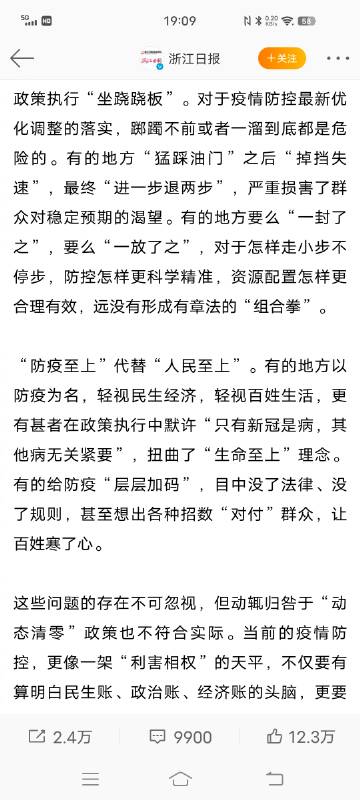 5G HD 19:09 0.20 KB/s 58
浙江日报 +关注
政策执行“坐跷跷板”。对于疫情防控最新优
化调整的落实，踯躅不前或者一溜到底都是危
险的。有的地方“猛踩油门”之后“掉挡失
速”，最终“进一步退两步”，严重损害了群
众对稳定预期的渴望。有的地方要么“一封了
之”，要么“一放了之”，对于怎样走小步不
停步，防控怎样更科学精准，资源配置怎样更
合理有效，远没有形成有章法的“组合拳”。
“防疫至上”代替“人民至上”。有的地方以
防疫为名，轻视民生经济，轻视百姓生活，更
有甚者在政策执行中默许“只有新冠是病，其
他病无关紧要”，扭曲了“生命至上”理念。
有的给防疫“层层加码”，目中没了法律、没
了规则，甚至想出各种招数“对付”群众，让
百姓寒了心。
这些问题的存在不可忽视，但动辄归咎于“动
态清零”政策也不符合实际。当前的疫情防
控，更像一架“利害相权”的天平，不仅要有
算明白民生账、政治账、经济账的头脑，更要
2.4万 9900 12.3万